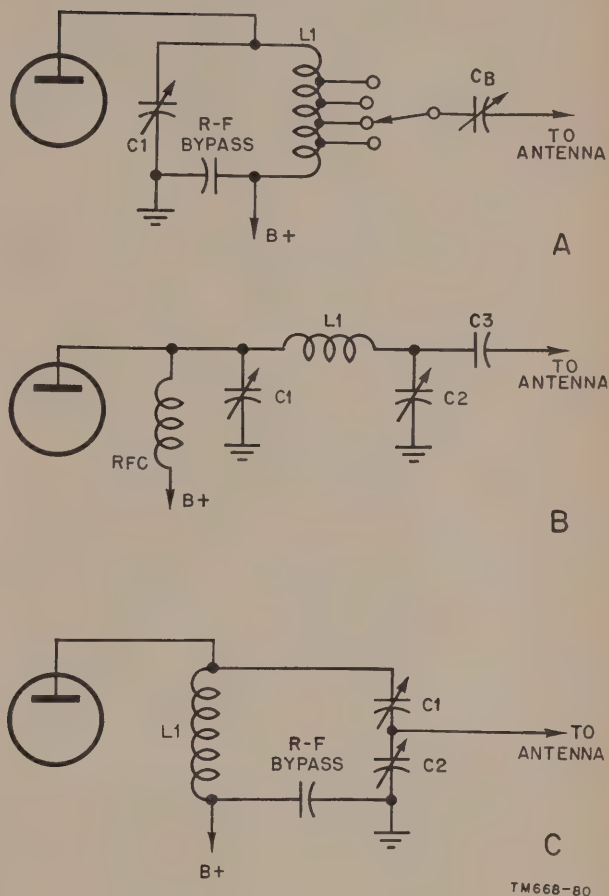 L1
CB
C1
R-F
BYPASS
TO
ANTENNA
B+
A
L1
C3
TO
ANTENNA
C1
C2
RFC
B+
B
C1
L1
TO
ANTENNA
R-F
BYPASS
C2
B+
C
TM668-80